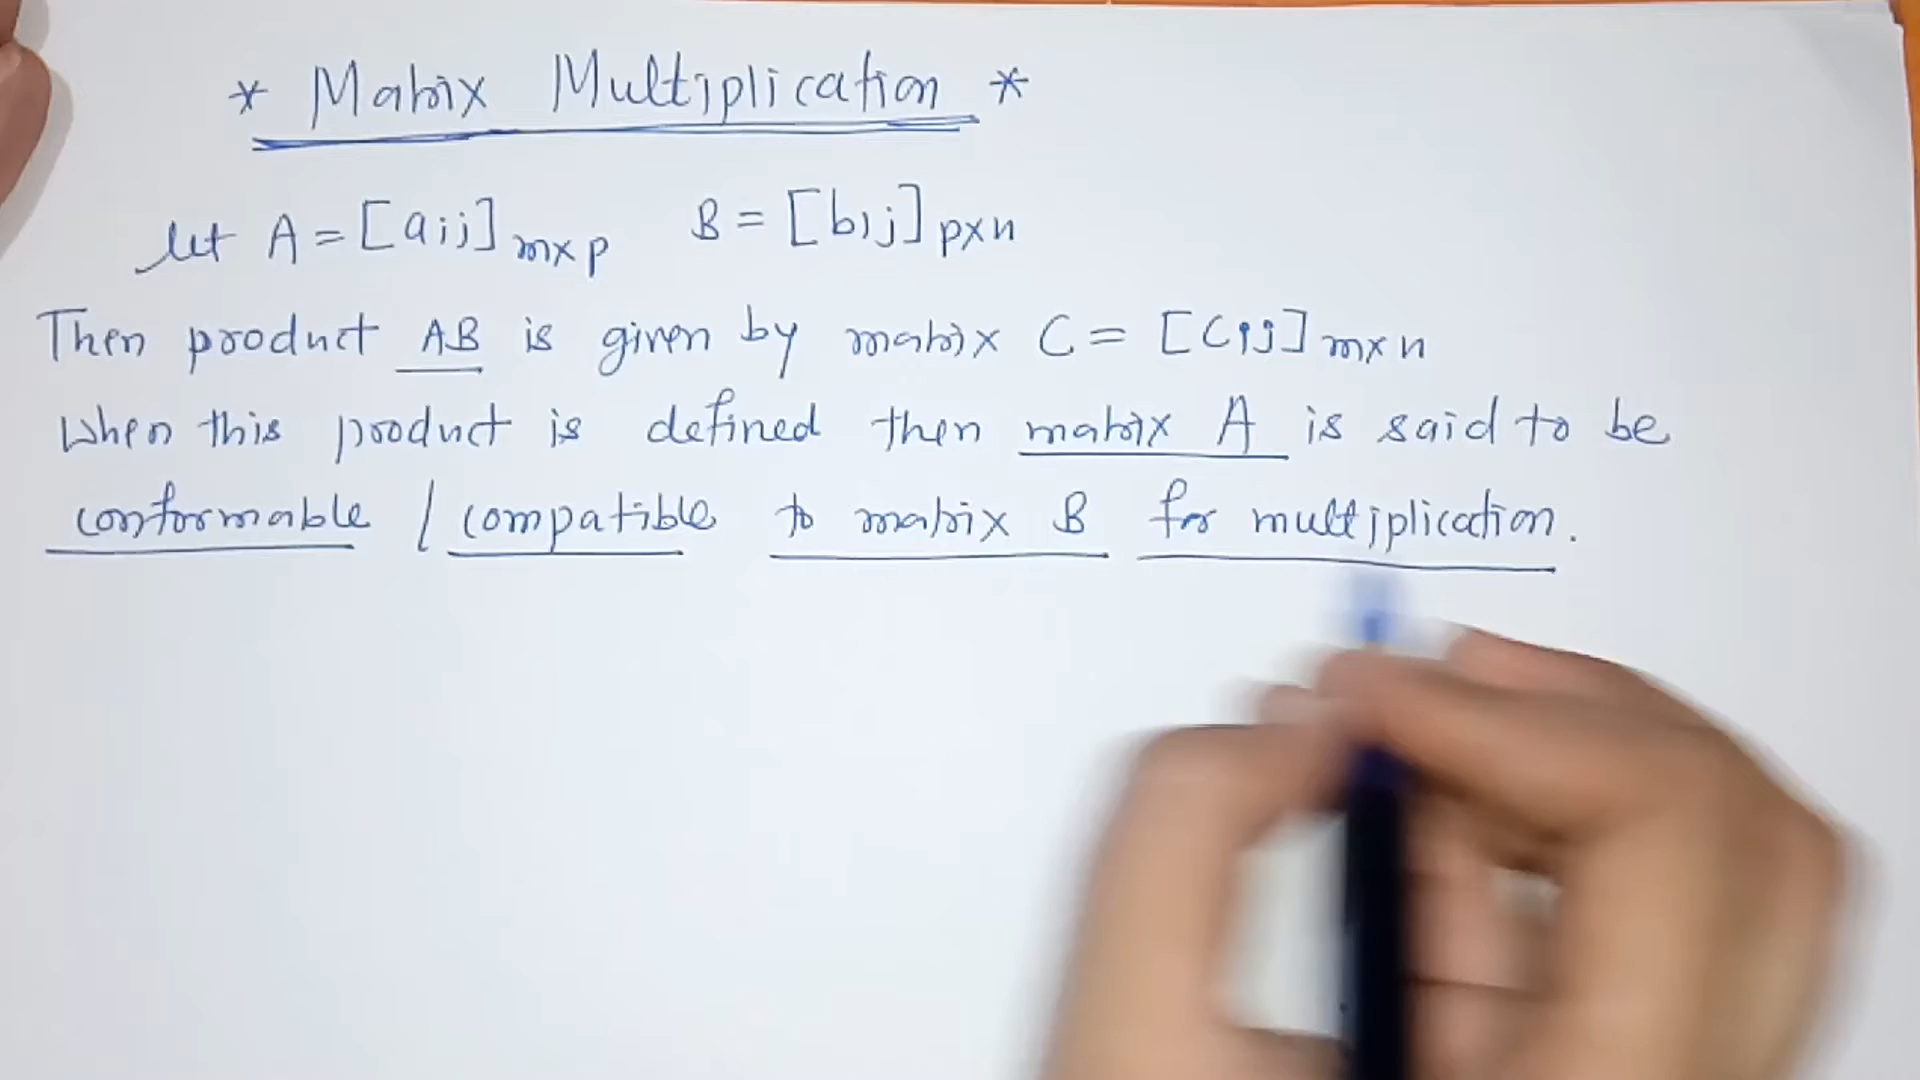 * Matrix Multiplication *
let A = [aij] m×p B = [bij] p×n
Then product AB is given by matrix C = [Cij] m×n
When this product is defined then matrix A is said to be
conformable / compatible to matrix B for multiplication.